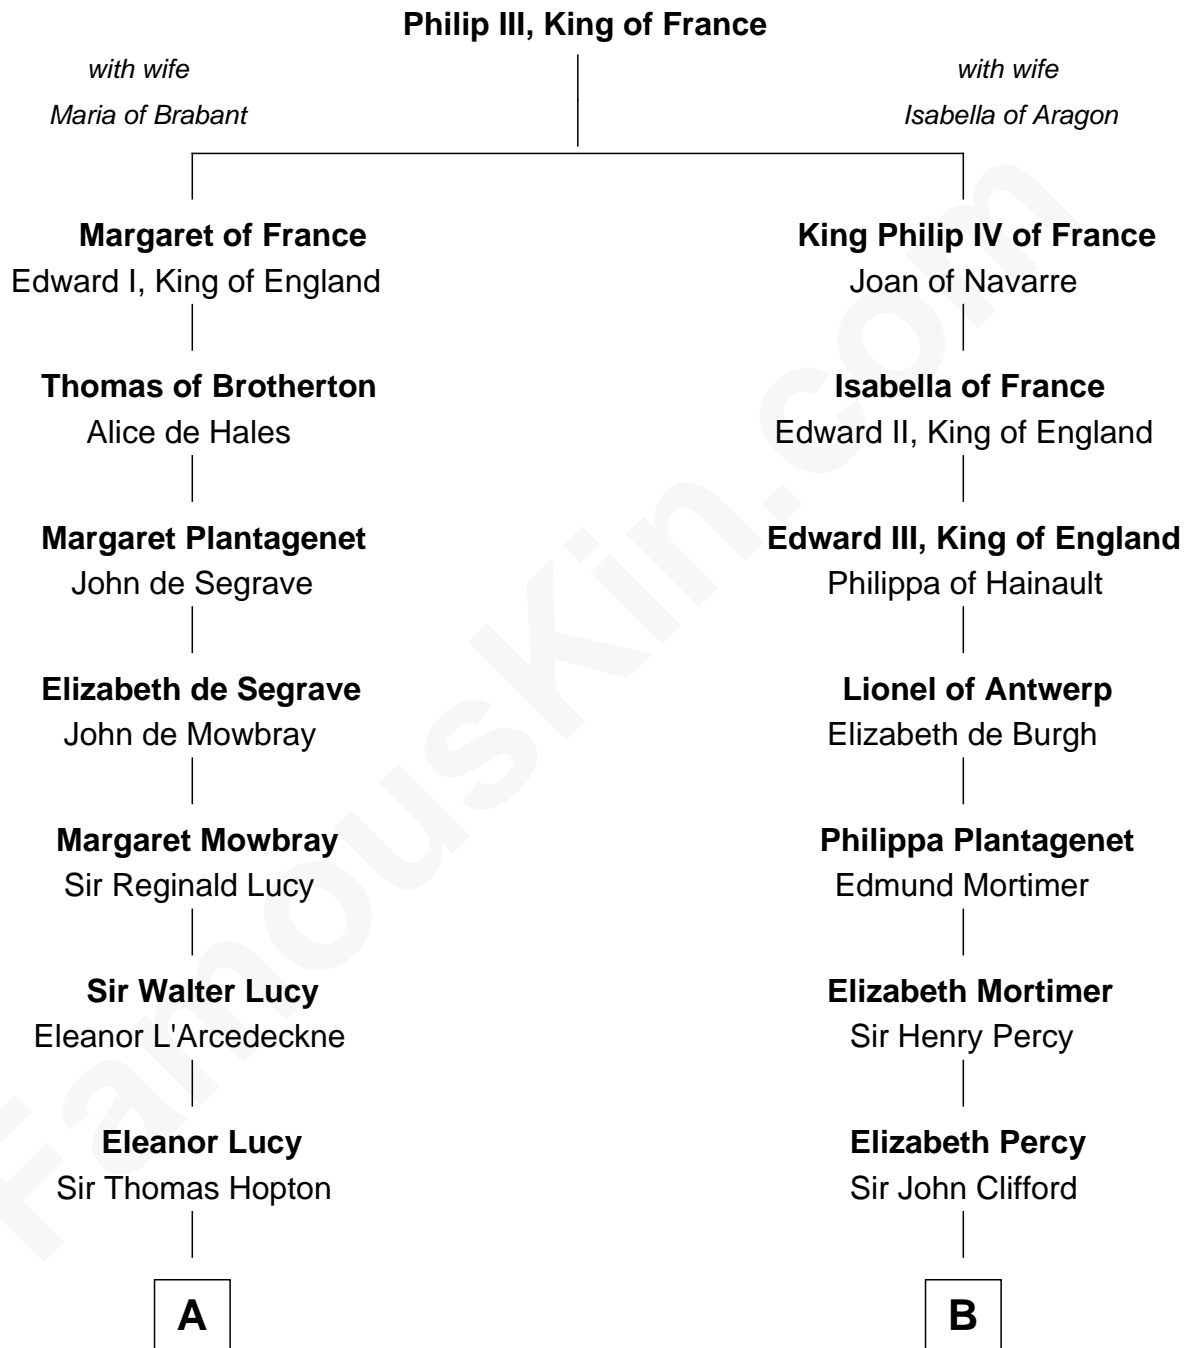 Philip III, King of France
with wife
Maria of Brabant
with wife
Isabella of Aragon
Margaret of France
Edward I, King of England
King Philip IV of France
Joan of Navarre
Thomas of Brotherton
Alice de Hales
Isabella of France
Edward II, King of England
Margaret Plantagenet
John de Segrave
Edward III, King of England
Philippa of Hainault
Elizabeth de Segrave
John de Mowbray
Lionel of Antwerp
Elizabeth de Burgh
Margaret Mowbray
Sir Reginald Lucy
Philippa Plantagenet
Edmund Mortimer
Sir Walter Lucy
Eleanor L'Arcedeckne
Elizabeth Mortimer
Sir Henry Percy
Eleanor Lucy
Sir Thomas Hopton
Elizabeth Percy
Sir John Clifford
A
B
FamousKin.com